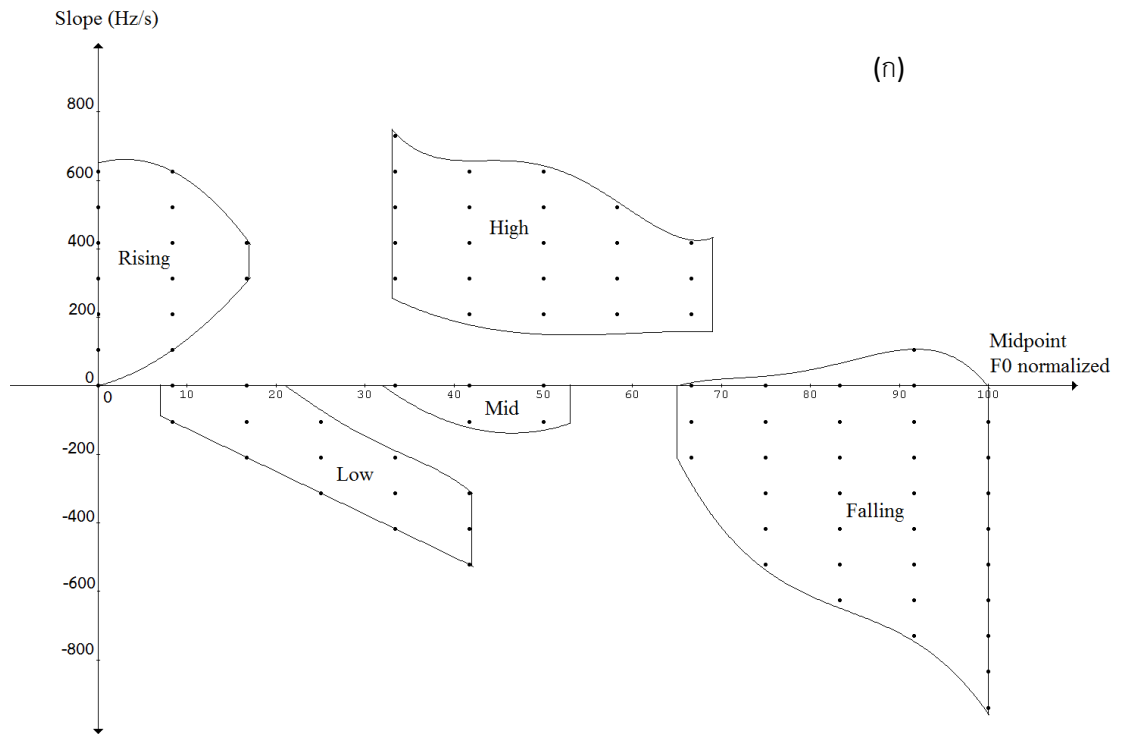 Slope (Hz/s)
(ก)
800
600
High
400
Rising
200
Midpoint
F0 normalized
0
0 10 20 30 40 50 60 70 80 90 100
Mid
-200
Low
-400
Falling
-600
-800